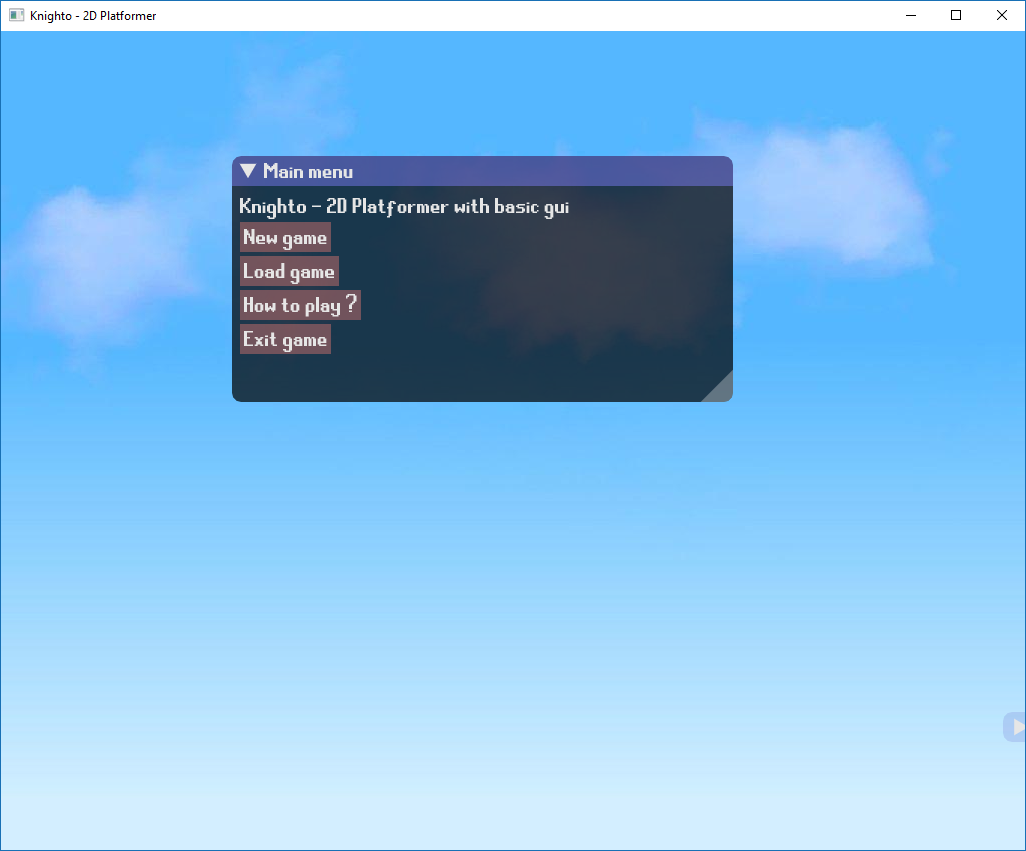 Knighto - 2D Platformer
Main menu
Knighto - 2D Platformer with basic gui
New game
Load game
How to play ?
Exit game